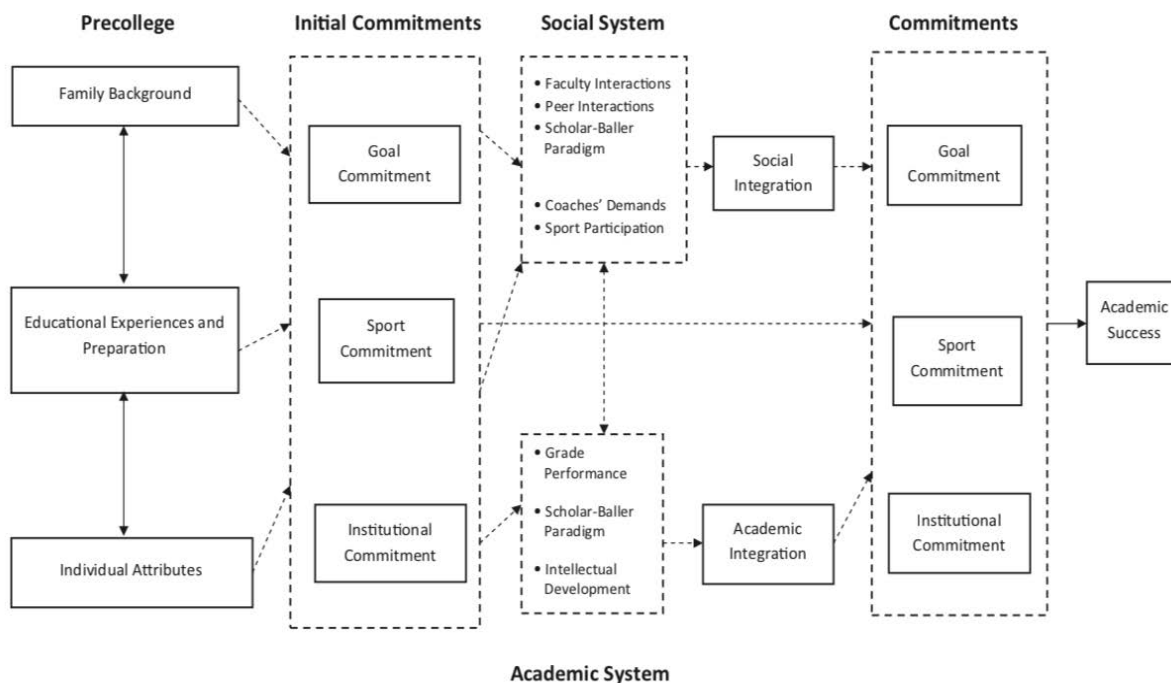 Precollege
Initial Commitments
Social System
Commitments
Family Background
Educational Experiences and
Preparation
Individual Attributes
Goal
Commitment
Sport
Commitment
Institutional
Commitment
• Faculty Interactions
• Peer Interactions
• Scholar-Baller
Paradigm
• Coaches' Demands
• Sport Participation
• Grade
Performance
• Scholar-Baller
Paradigm
• Intellectual
Development
Social
Integration
Academic
Integration
Goal
Commitment
Sport
Commitment
Institutional
Commitment
Academic
Success
Academic System